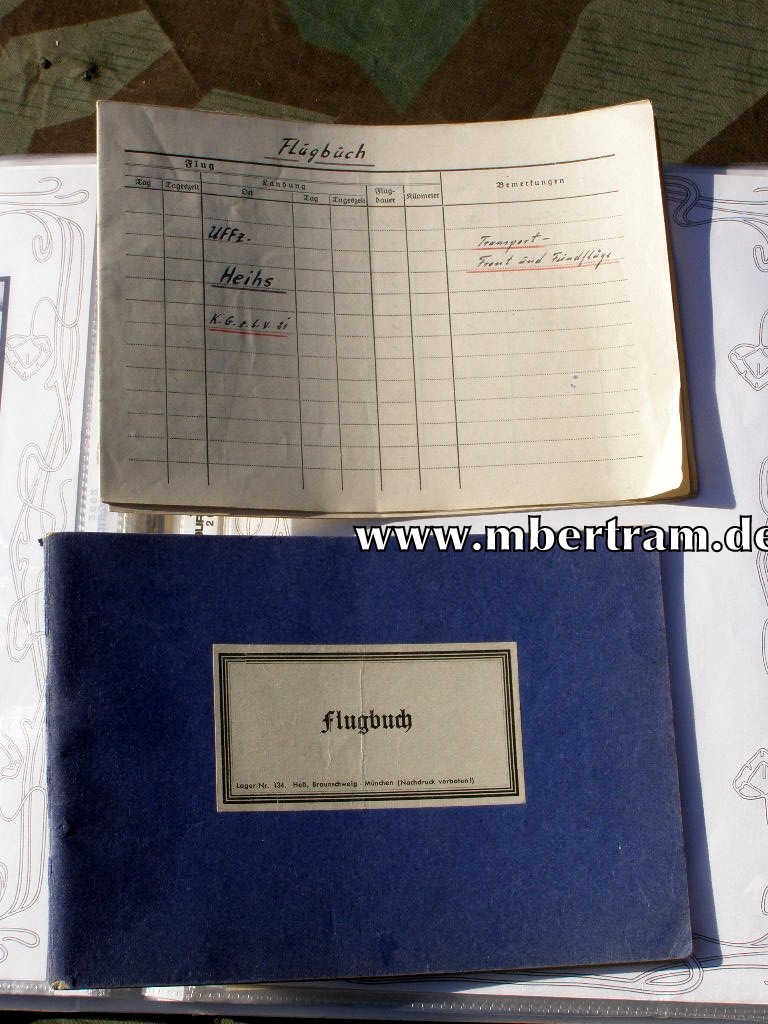 Flugbuch
Flug
Landung
Tag Tageszeit Ort Tag Tageszeit Flug-
dauer Kilometer Bemerkungen
Uffz.
Transport-
Front und Feindflüge
Heihs
K.G.z.b.V.
www.mbertram.de
Flugbuch
Lager-Nr. 134. Heß, Braunschweig - München (Nachdruck verboten!)